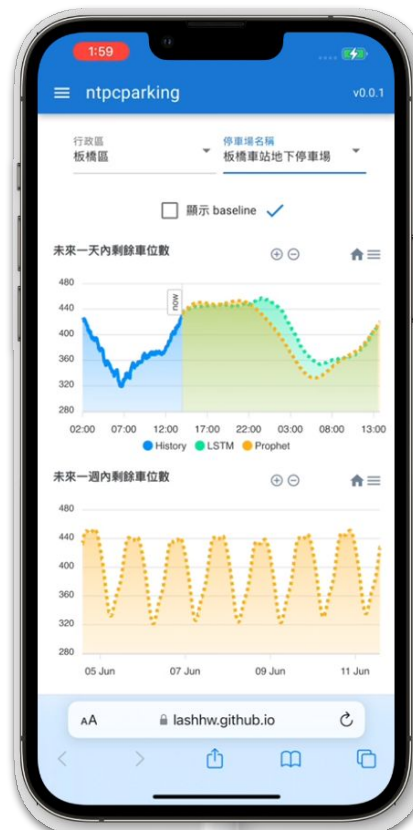 1:59
ntpcparking
v0.0.1
行政區
板橋區
停車場名稱
板橋車站地下停車場
顯示 baseline
未來一天內剩餘車位數
480
440
400
360
320
280
now
02:00 07:00 12:00 17:00 22:00 03:00 08:00 13:00
History LSTM Prophet
未來一週內剩餘車位數
480
440
400
360
320
280
05 Jun 07 Jun 09 Jun 11 Jun
AA
lashhw.github.io